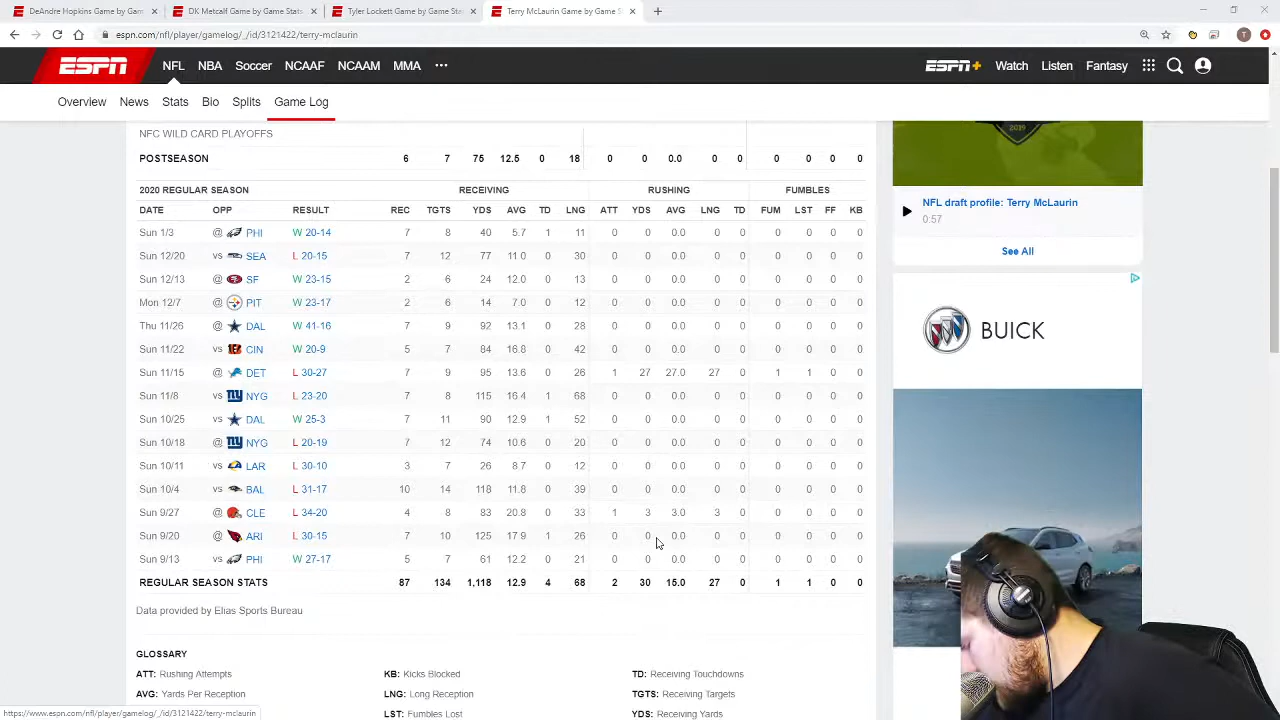 DeAndre Hopkins Game by Gam
DK Metcalf Game by Game Stats
Tyler Lockett Game by Game Stat
Terry McLaurin Game by Game S
espn.com/nfl/player/gamelog/_/id/3121422/terry-mclaurin
T
ESPN NFL NBA Soccer NCAAF NCAAM MMA ••• ESPN+ Watch Listen Fantasy
Overview News Stats Bio Splits Game Log
NFC WILD CARD PLAYOFFS
POSTSEASON 6 7 75 12.5 0 18 0 0 0.0 0 0 0 0 0 0
2020 REGULAR SEASON RECEIVING RUSHING FUMBLES
DATE OPP RESULT REC TGTS YDS AVG TD LNG ATT YDS AVG LNG TD FUM LST FF KB
Sun 1/3 @ PHI W 20-14 7 8 40 5.7 1 11 0 0 0.0 0 0 0 0 0 0
Sun 12/20 vs SEA L 20-15 7 12 77 11.0 0 30 0 0 0.0 0 0 0 0 0 0
Sun 12/13 @ SF W 23-15 2 6 24 12.0 0 13 0 0 0.0 0 0 0 0 0 0
Mon 12/7 @ PIT W 23-17 2 6 14 7.0 0 12 0 0 0.0 0 0 0 0 0 0
Thu 11/26 @ DAL W 41-16 7 9 92 13.1 0 28 0 0 0.0 0 0 0 0 0 0
Sun 11/22 vs CIN W 20-9 5 7 84 16.8 0 42 0 0 0.0 0 0 0 0 0 0
Sun 11/15 @ DET L 30-27 7 9 95 13.6 0 26 1 27 27.0 27 0 1 1 0 0
Sun 11/8 vs NYG L 23-20 7 8 115 16.4 1 68 0 0 0.0 0 0 0 0 0 0
Sun 10/25 vs DAL W 25-3 7 11 90 12.9 1 52 0 0 0.0 0 0 0 0 0 0
Sun 10/18 @ NYG L 20-19 7 12 74 10.6 0 20 0 0 0.0 0 0 0 0 0 0
Sun 10/11 vs LAR L 30-10 3 7 26 8.7 0 12 0 0 0.0 0 0 0 0 0 0
Sun 10/4 vs BAL L 31-17 10 14 118 11.8 0 39 0 0 0.0 0 0 0 0 0 0
Sun 9/27 @ CLE L 34-20 4 8 83 20.8 0 33 1 3 3.0 3 0 0 0 0 0
Sun 9/20 @ ARI L 30-15 7 10 125 17.9 1 26 0 0 0.0 0 0 0 0 0 0
Sun 9/13 vs PHI W 27-17 5 7 61 12.2 0 21 0 0 0.0 0 0 0 0 0 0
REGULAR SEASON STATS 87 134 1,118 12.9 4 68 2 30 15.0 27 0 1 1 0 0
Data provided by Elias Sports Bureau
GLOSSARY
ATT: Rushing Attempts KB: Kicks Blocked TD: Receiving Touchdowns
AVG: Yards Per Reception LNG: Long Reception TGTS: Receiving Targets
LST: Fumbles Lost YDS: Receiving Yards
2019
NFL draft profile: Terry McLaurin
0:57
See All
BUICK
https://www.espn.com/nfl/player/gamelog/_/id/3121422/terry-mclaurin